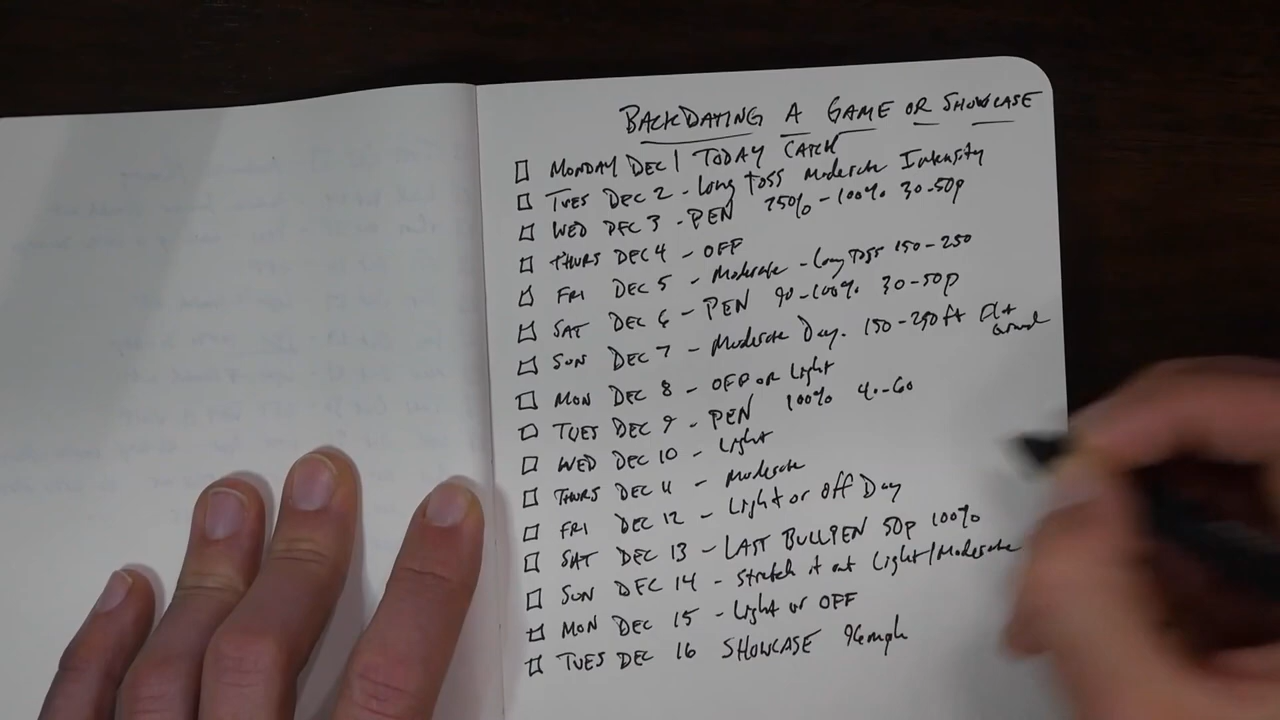 BACKDATING A GAME OR SHOWCASE
MONDAY DEC 1 TODAY CATCH
TUES DEC 2 - Long Toss Moderate Intensity
WED DEC 3 - PEN 75% - 100% 30-50p
THURS DEC 4 - OFF
FRI DEC 5 - Moderate - Long Toss 150-250
SAT DEC 6 - PEN 90-100% 30-50p
SUN DEC 7 - Moderate Day. 150-250ft Flat Ground
MON DEC 8 - OFF or Light
TUES DEC 9 - PEN 100% 40-60
WED DEC 10 - Light
THURS DEC 11 - Moderate
FRI DEC 12 - Light or Off Day
SAT DEC 13 - LAST BULLPEN 50p 100%
SUN DEC 14 - Stretch it out Light/Moderate
MON DEC 15 - Light or OFF
TUES DEC 16 SHOWCASE 96mph